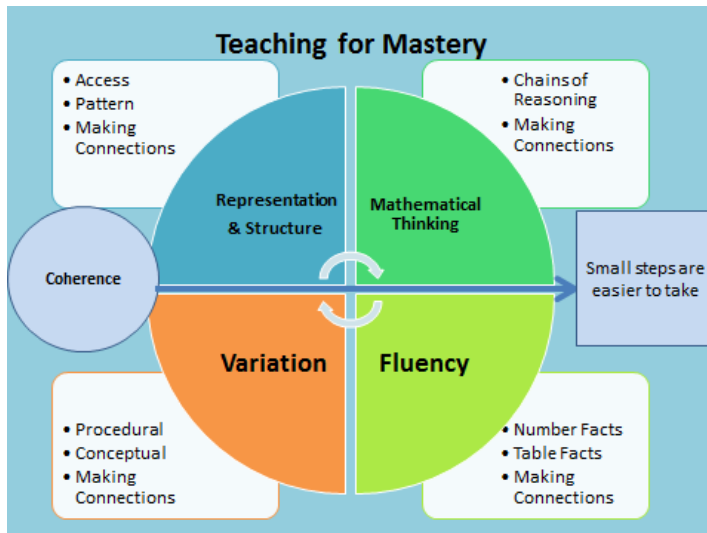 Teaching for Mastery
• Access
• Pattern
• Making
Connections
• Chains of
Reasoning
• Making
Connections
Representation
& Structure
Mathematical
Thinking
Coherence
Small steps are
easier to take
Variation
Fluency
• Procedural
• Conceptual
• Making
Connections
• Number Facts
• Table Facts
• Making
Connections